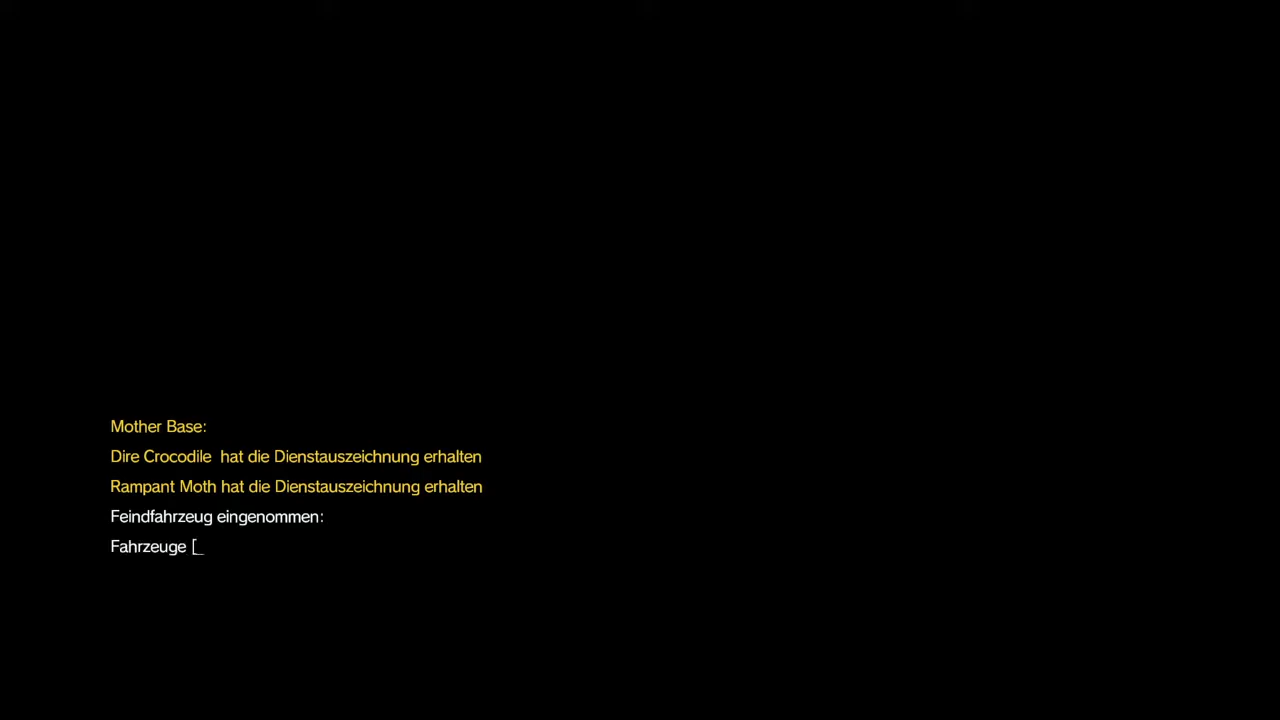 Mother Base:
Dire Crocodile  hat die Dienstauszeichnung erhalten
Rampant Moth hat die Dienstauszeichnung erhalten
Feindfahrzeug eingenommen:
Fahrzeuge [_